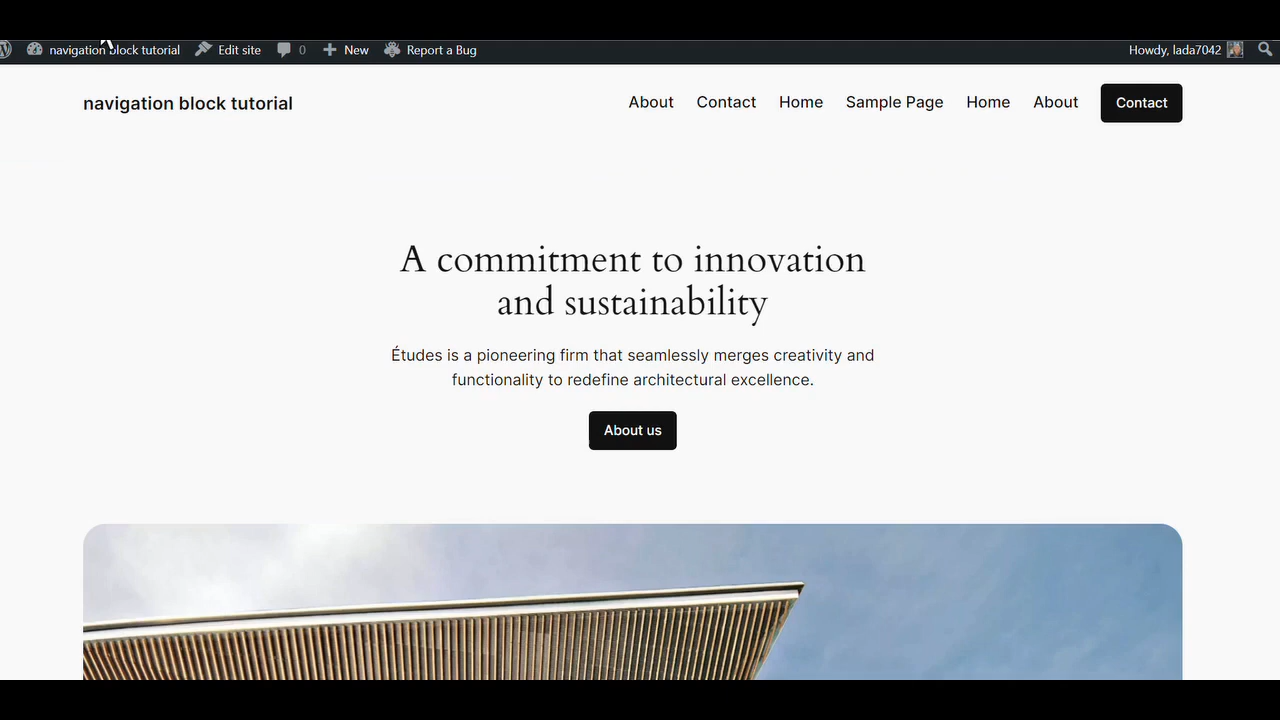 navigation block tutorial Edit site 0 New Report a Bug Howdy, lada7042
navigation block tutorial About Contact Home Sample Page Home About Contact
A commitment to innovation
and sustainability
Études is a pioneering firm that seamlessly merges creativity and
functionality to redefine architectural excellence.
About us